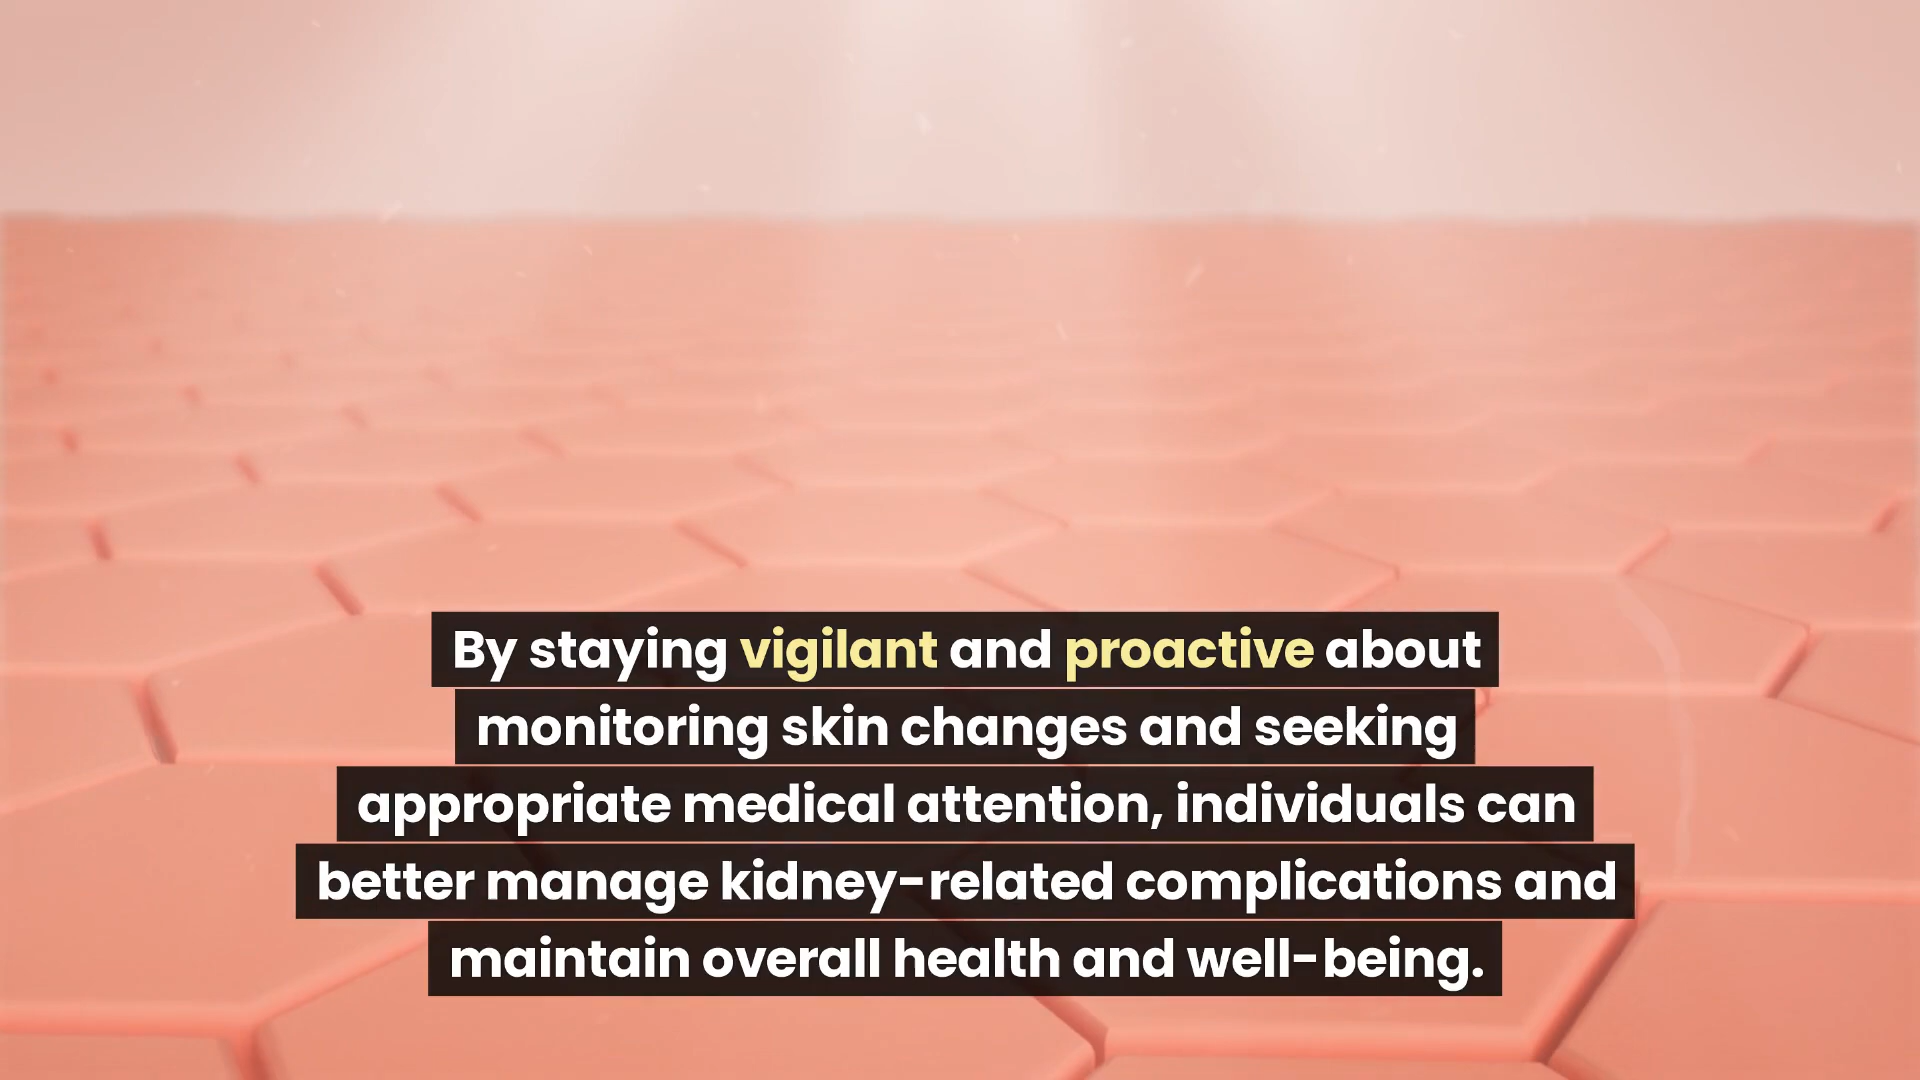 By staying vigilant and proactive about
monitoring skin changes and seeking
appropriate medical attention, individuals can
better manage kidney-related complications and
maintain overall health and well-being.